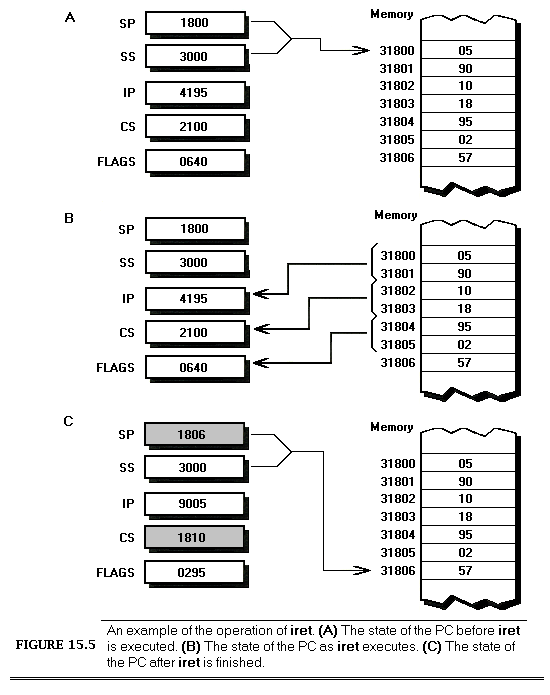 A
SP 1800
SS 3000
IP 4195
CS 2100
FLAGS 0640
Memory
31800 05
31801 90
31802 10
31803 18
31804 95
31805 02
31806 57
B
SP 1800
SS 3000
IP 4195
CS 2100
FLAGS 0640
Memory
31800 05
31801 90
31802 10
31803 18
31804 95
31805 02
31806 57
C
SP 1806
SS 3000
IP 9005
CS 1810
FLAGS 0295
Memory
31800 05
31801 90
31802 10
31803 18
31804 95
31805 02
31806 57
FIGURE 15.5
An example of the operation of iret. (A) The state of the PC before iret
is executed. (B) The state of the PC as iret executes. (C) The state of
the PC after iret is finished.